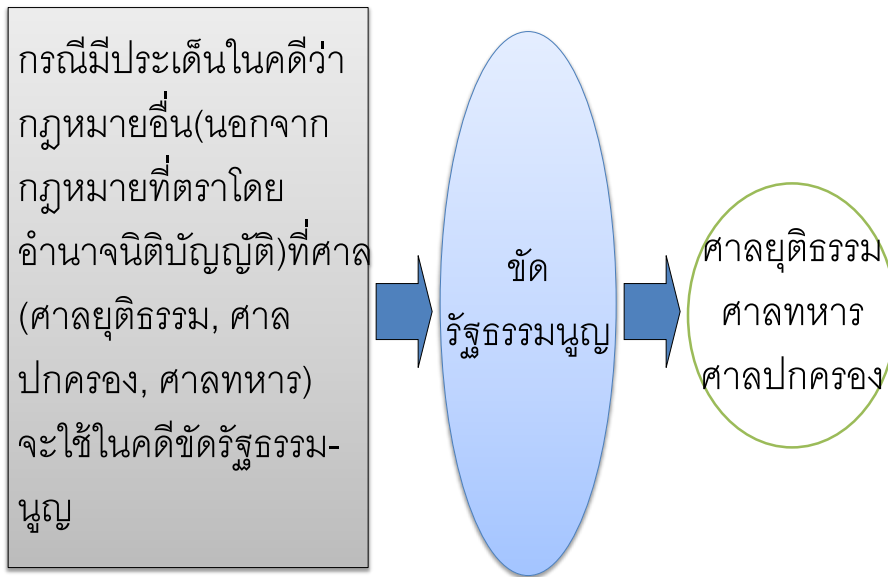 กรณีมีประเด็นในคดีว่า
กฎหมายอื่น(นอกจาก
กฎหมายที่ตราโดย
อำนาจนิติบัญญัติ)ที่ศาล
(ศาลยุติธรรม, ศาล
ปกครอง, ศาลทหาร)
จะใช้ในคดีขัดรัฐธรรม-
นูญ
ขัด
รัฐธรรมนูญ
ศาลยุติธรรม
ศาลทหาร
ศาลปกครอง